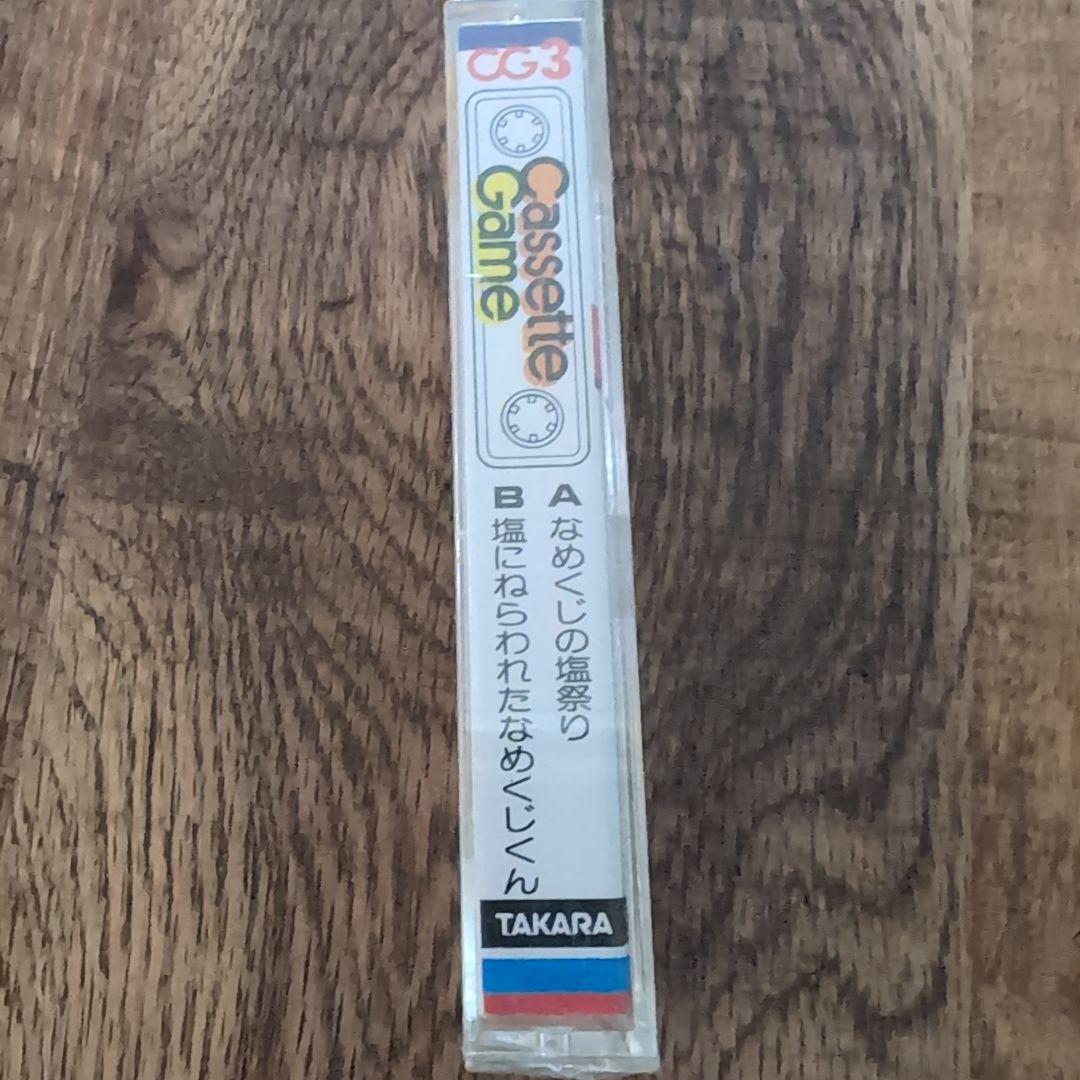 CG3
Cassette
Game
A なめくじの塩祭り
B 塩にねらわれたなめくじくん
TAKARA